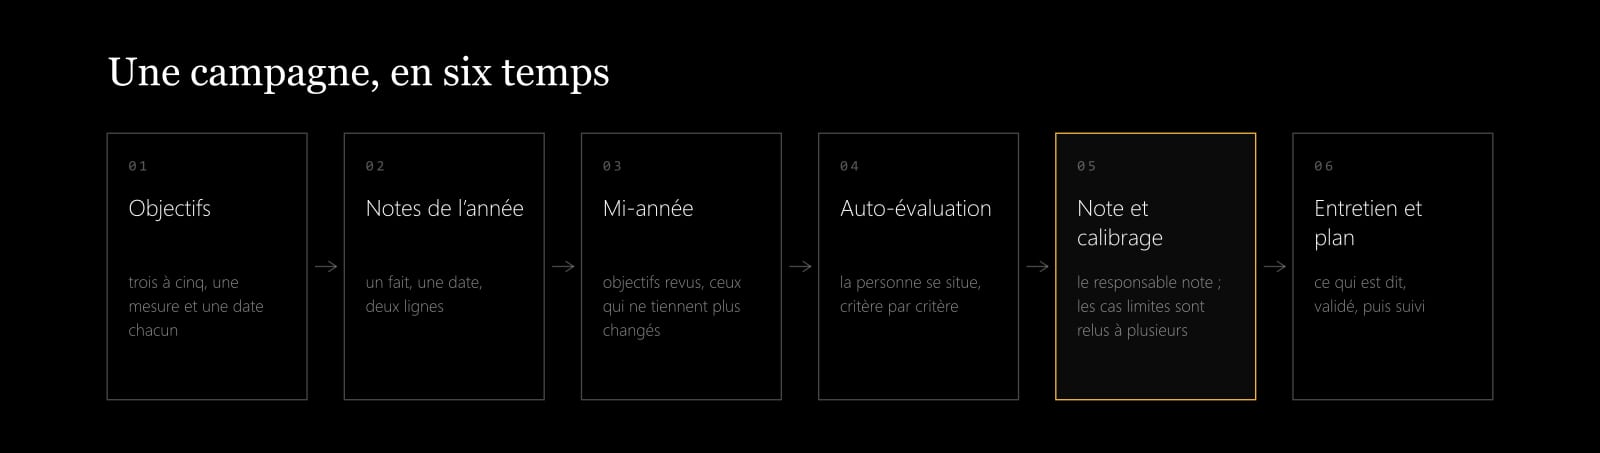 Une campagne, en six temps
01
Objectifs
trois à cinq, une
mesure et une date
chacun
02
Notes de l’année
un fait, une date,
deux lignes
03
Mi-année
objectifs revus, ceux
qui ne tiennent plus
changés
04
Auto-évaluation
la personne se situe,
critère par critère
05
Note et
calibrage
le responsable note ;
les cas limites sont
relus à plusieurs
06
Entretien et
plan
ce qui est dit,
validé, puis suivi